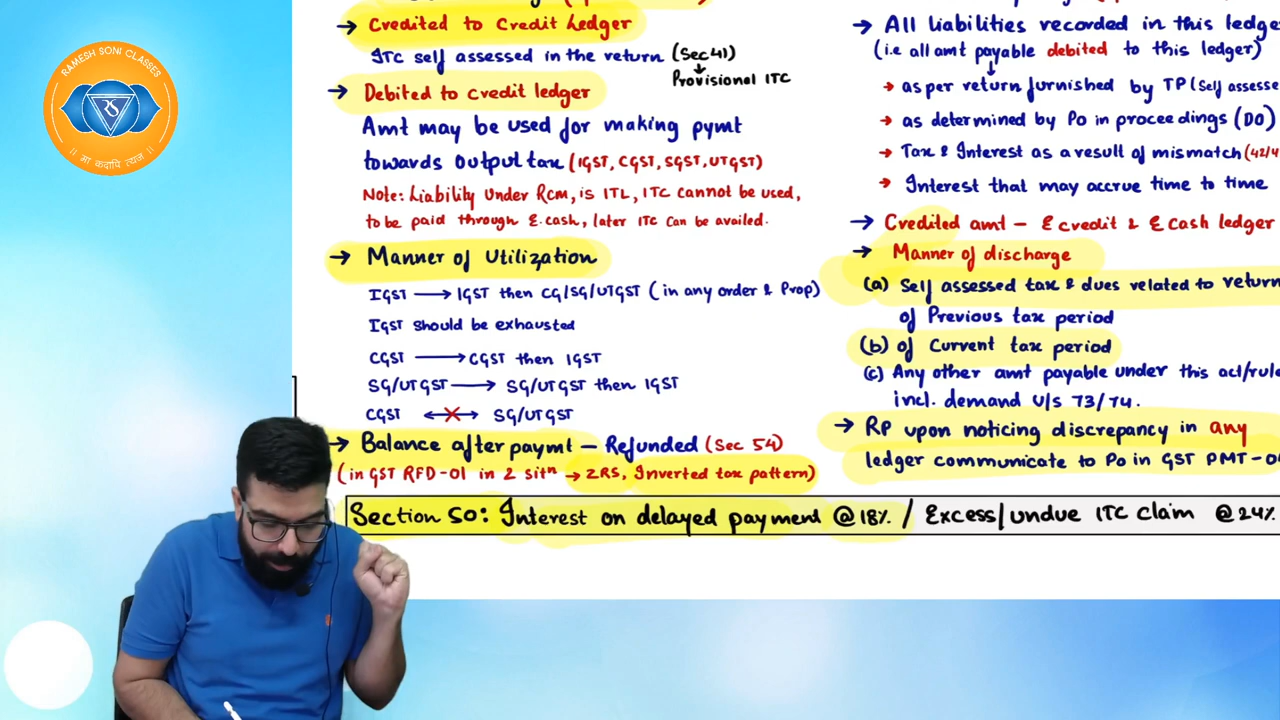 RAMESH SONI CLASSES
RS
॥ मा कदापि त्यज ॥
→ Credited to Credit Ledger
ITC self assessed in the return (Sec 41)
Provisional ITC
→ Debited to credit ledger
Amt may be used for making pymt
towards Output tax (IGST, CGST, SGST, UTGST)
Note: Liability Under Rcm, is ITL, ITC cannot be used,
to be paid through E.cash, later ITC Can be availed.
→ Manner of Utilization
IGST → IGST then CG/SG/UTGST (in any order & Prop)
IGST should be exhausted
CGST → CGST then IGST
SG/UTGST → SG/UTGST then IGST
CGST ↔ SG/UTGST
→ Balance after paymt – Refunded (Sec 54)
(in GST RFD-01 in 2 sitⁿ → ZRS, Inverted tax pattern)
→ All liabilities recorded in this ledge
(i.e all amt payable debited to this ledger)
→ as per return furnished by TP (Self assesse
→ as determined by PO in proceedings (DO)
→ Tax & Interest as a result of mismatch (42/4
→ Interest that may accrue time to time
→ Credited amt – E credit & E cash ledger
→ Manner of discharge
(a) Self assessed tax & dues related to return
of Previous tax period
(b) of Current tax period
(c) Any other amt payable under this act/rule
incl. demand U/s 73/74.
→ RP upon noticing discrepancy in any
ledger communicate to PO in GST PMT-0
Section 50: Interest on delayed payment @18% / Excess/undue ITC claim @24%